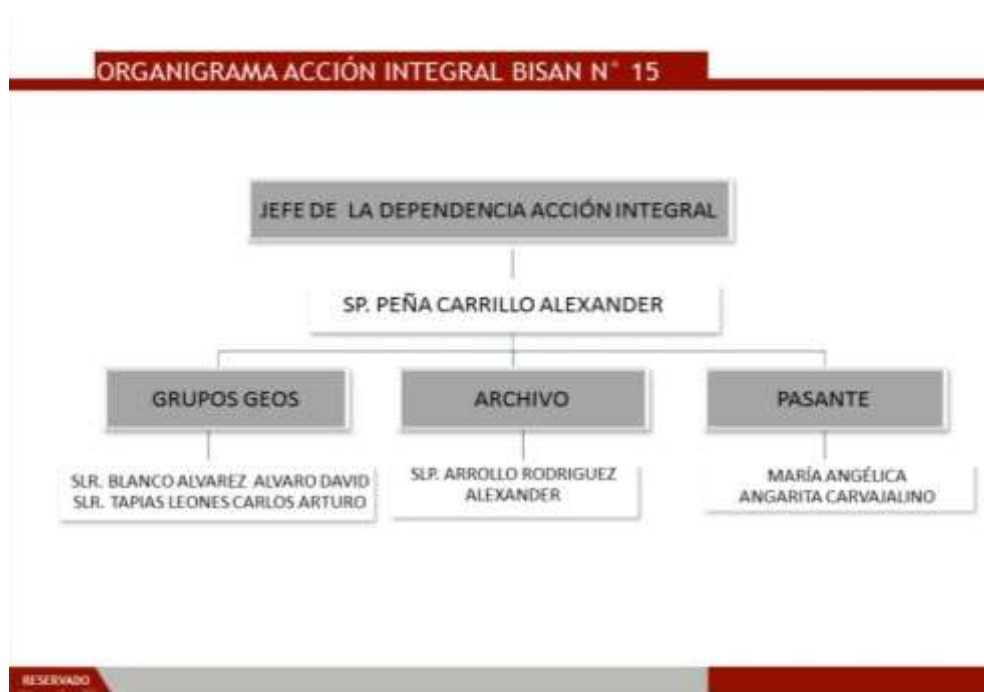 ORGANIGRAMA ACCIÓN INTEGRAL BISAN N° 15
JEFE DE LA DEPENDENCIA ACCIÓN INTEGRAL
SP. PEÑA CARRILLO ALEXANDER
GRUPOS GEOS
SLR. BLANCO ALVAREZ ALVARO DAVID
SLR. TAPIAS LEONES CARLOS ARTURO
ARCHIVO
SLP. ARROLLO RODRIGUEZ
ALEXANDER
PASANTE
MARÍA ANGÉLICA
ANGARITA CARVAJALINO
RESERVADO